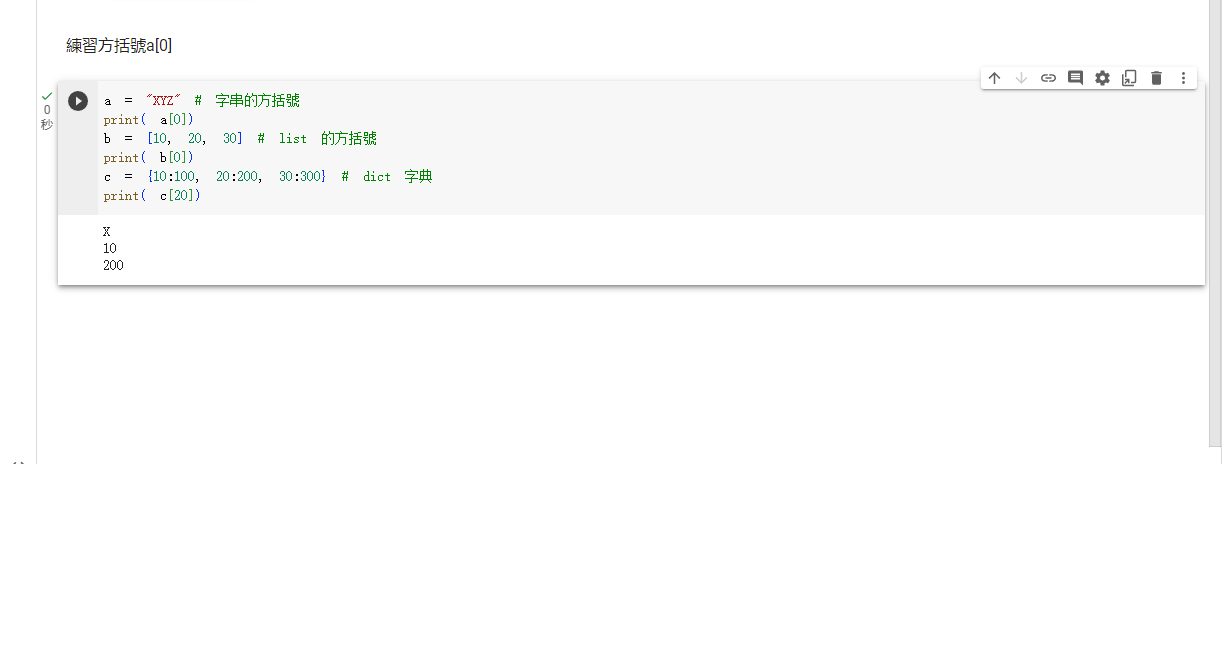 練習方括號a[0]
0
秒
a = "XYZ" # 字串的方括號
print( a[0])
b = [10, 20, 30] # list 的方括號
print( b[0])
c = {10:100, 20:200, 30:300} # dict 字典
print( c[20])
X
10
200